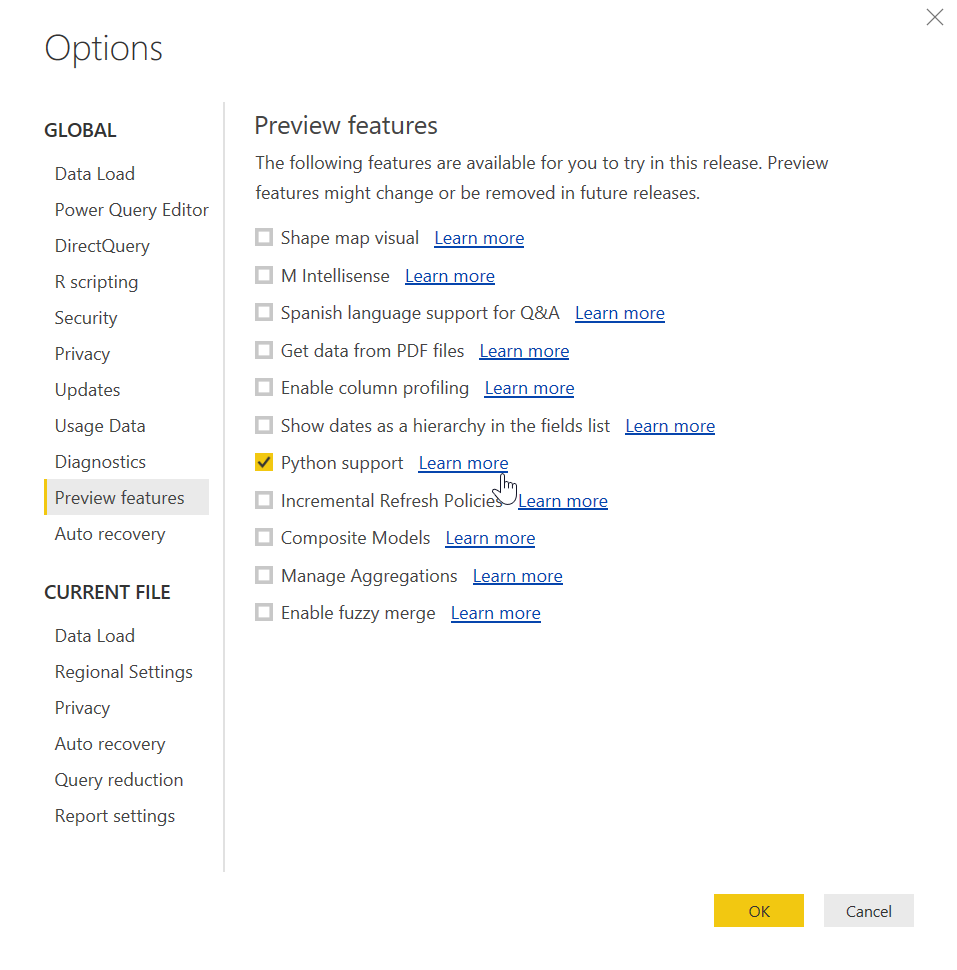 Options
GLOBAL
Data Load
Power Query Editor
DirectQuery
R scripting
Security
Privacy
Updates
Usage Data
Diagnostics
Preview features
Auto recovery
CURRENT FILE
Data Load
Regional Settings
Privacy
Auto recovery
Query reduction
Report settings
Preview features
The following features are available for you to try in this release. Preview
features might change or be removed in future releases.
Shape map visual Learn more
M Intellisense Learn more
Spanish language support for Q&A Learn more
Get data from PDF files Learn more
Enable column profiling Learn more
Show dates as a hierarchy in the fields list Learn more
Python support Learn more
Incremental Refresh Policies Learn more
Composite Models Learn more
Manage Aggregations Learn more
Enable fuzzy merge Learn more
OK Cancel